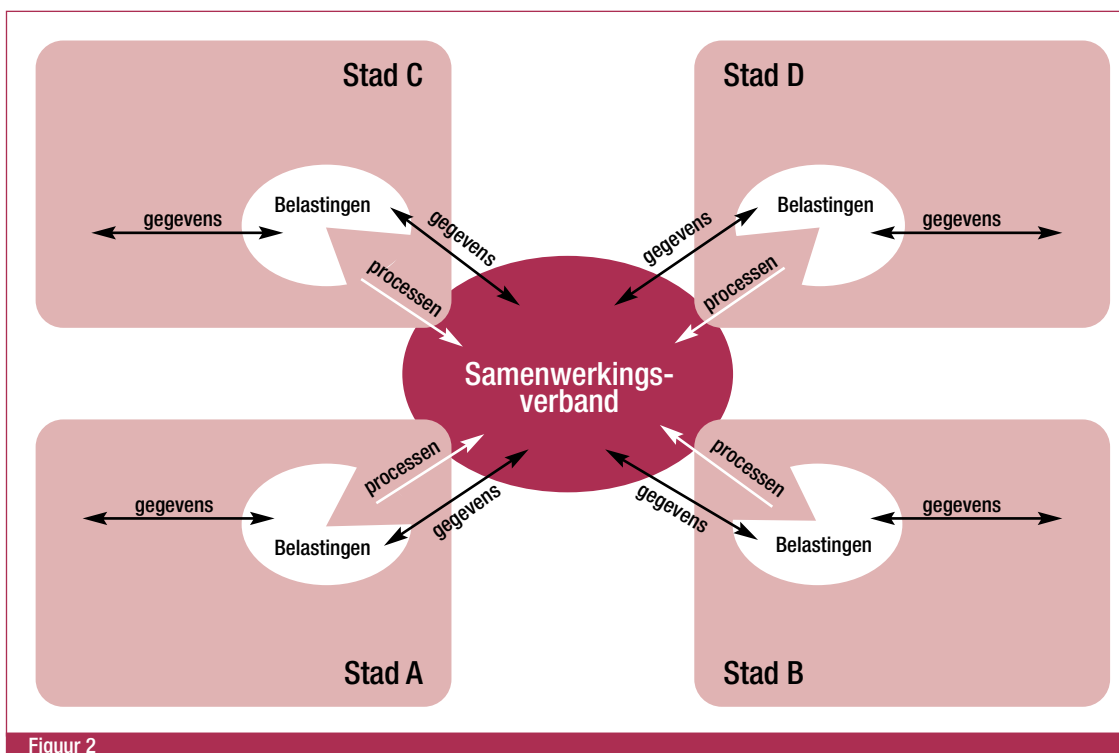 Stad C
Stad D
Belastingen
Belastingen
gegevens
gegevens
gegevens
gegevens
processen
processen
Samenwerkings-
verband
processen
processen
gegevens
gegevens
gegevens
gegevens
Belastingen
Belastingen
Stad A
Stad B
Figuur 2